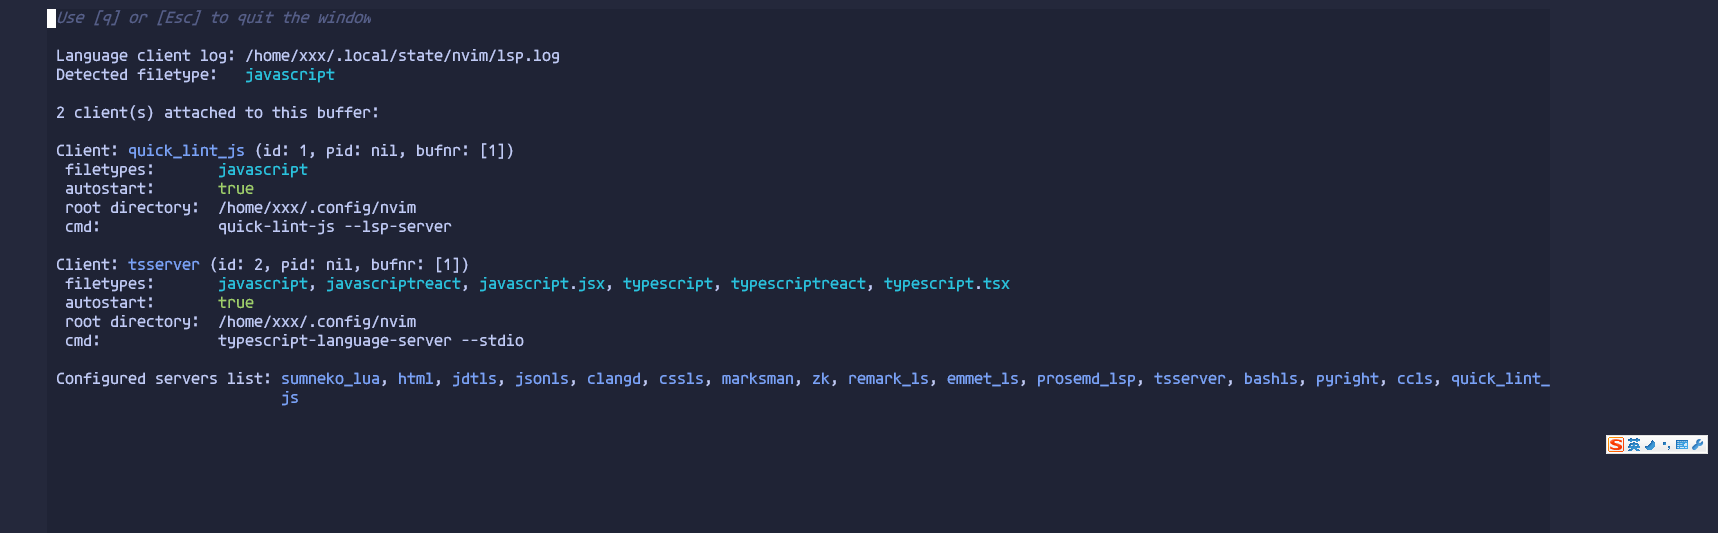 Use [q] or [Esc] to quit the window
Language client log: /home/xxx/.local/state/nvim/lsp.log
Detected filetype:   javascript
2 client(s) attached to this buffer:
Client: quick_lint_js (id: 1, pid: nil, bufnr: [1])
filetypes:       javascript
autostart:       true
root directory:  /home/xxx/.config/nvim
cmd:             quick-lint-js --lsp-server
Client: tsserver (id: 2, pid: nil, bufnr: [1])
filetypes:       javascript, javascriptreact, javascript.jsx, typescript, typescriptreact, typescript.tsx
autostart:       true
root directory:  /home/xxx/.config/nvim
cmd:             typescript-language-server --stdio
Configured servers list: sumneko_lua, html, jdtls, jsonls, clangd, cssls, marksman, zk, remark_ls, emmet_ls, prosemd_lsp, tsserver, bashls, pyright, ccls, quick_lint_
js
S 英